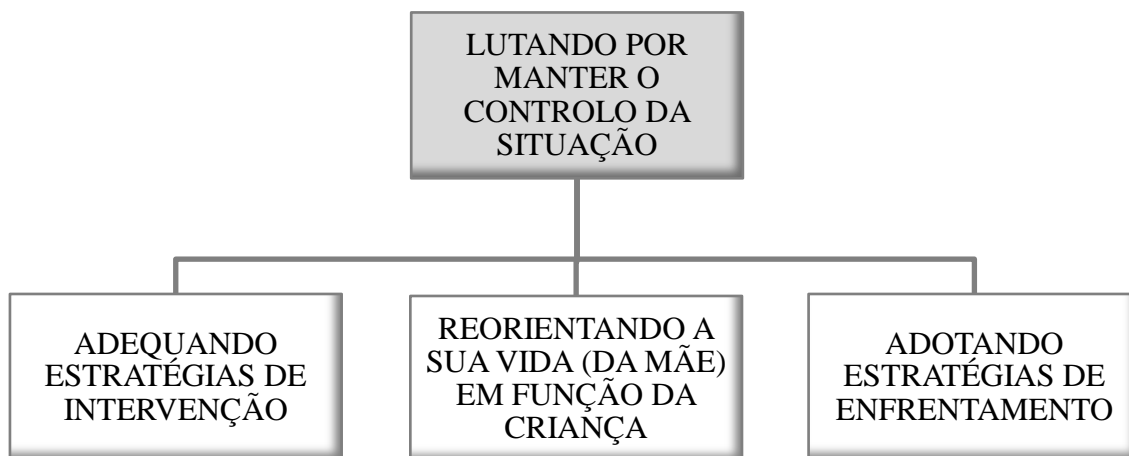 LUTANDO POR
MANTER O
CONTROLO DA
SITUAÇÃO
ADEQUANDO
ESTRATÉGIAS DE
INTERVENÇÃO
REORIENTANDO A
SUA VIDA (DA MÃE)
EM FUNÇÃO DA
CRIANÇA
ADOTANDO
ESTRATÉGIAS DE
ENFRENTAMENTO